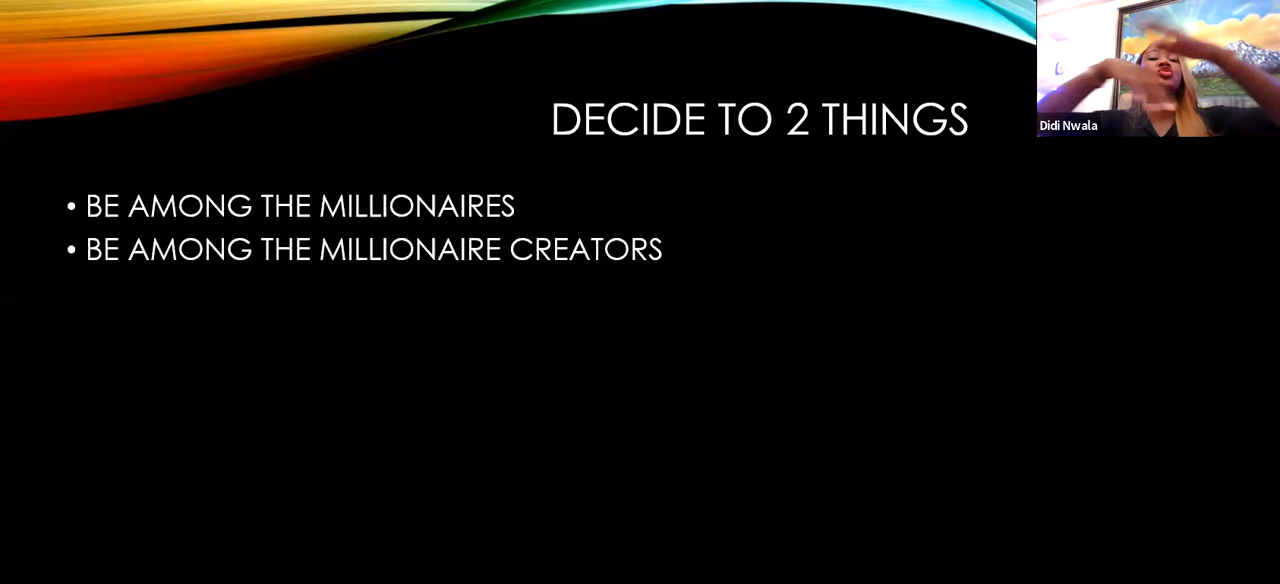 DECIDE TO 2 THINGS
Didi Nwala
• BE AMONG THE MILLIONAIRES
• BE AMONG THE MILLIONAIRE CREATORS